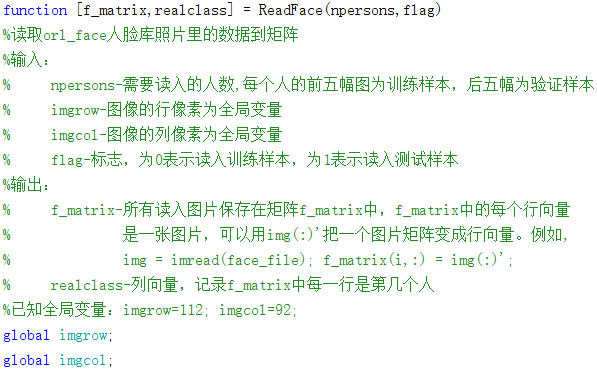 function [f_matrix,realclass] = ReadFace(npersons,flag)
%读取orl_face人脸库照片里的数据到矩阵
%输入:
%     npersons-需要读入的人数,每个人的前五幅图为训练样本，后五幅为验证样本
%     imgrow-图像的行像素为全局变量
%     imgcol-图像的列像素为全局变量
%     flag-标志，为0表示读入训练样本，为1表示读入测试样本
%输出:
%     f_matrix-所有读入图片保存在矩阵f_matrix中，f_matrix中的每个行向量
%              是一张图片，可以用img(:)'把一个图片矩阵变成行向量。例如，
%              img = imread(face_file); f_matrix(i,:) = img(:)';
%     realclass-列向量，记录f_matrix中每一行是第几个人
%已知全局变量：imgrow=112; imgcol=92;
global imgrow;
global imgcol;